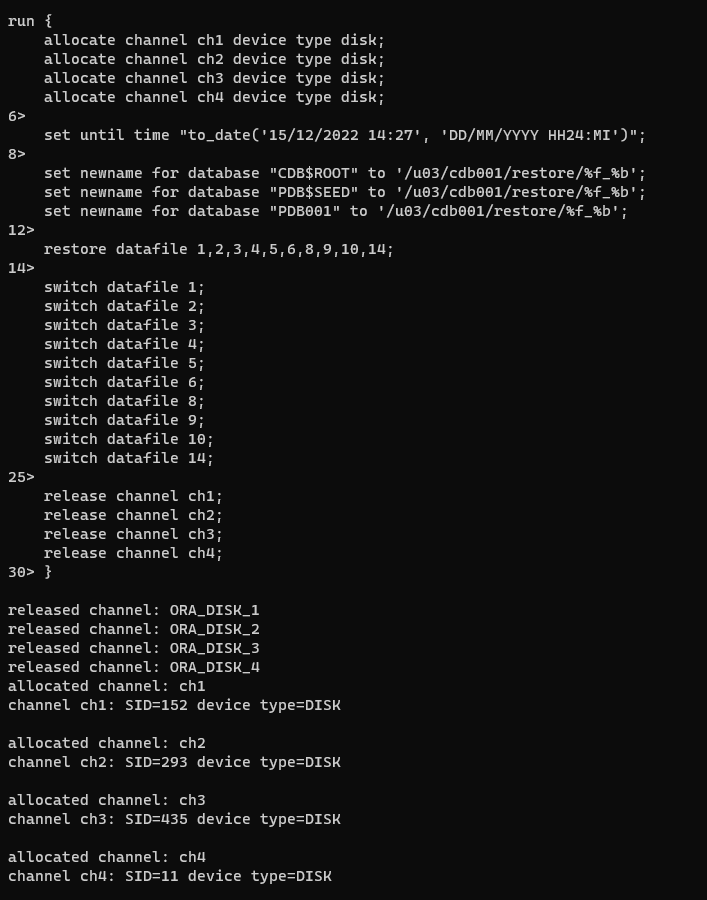 run {
    allocate channel ch1 device type disk;
    allocate channel ch2 device type disk;
    allocate channel ch3 device type disk;
    allocate channel ch4 device type disk;
6>
    set until time "to_date('15/12/2022 14:27', 'DD/MM/YYYY HH24:MI')";
8>
    set newname for database "CDB$ROOT" to '/u03/cdb001/restore/%f_%b';
    set newname for database "PDB$SEED" to '/u03/cdb001/restore/%f_%b';
    set newname for database "PDB001" to '/u03/cdb001/restore/%f_%b';
12>
    restore datafile 1,2,3,4,5,6,8,9,10,14;
14>
    switch datafile 1;
    switch datafile 2;
    switch datafile 3;
    switch datafile 4;
    switch datafile 5;
    switch datafile 6;
    switch datafile 8;
    switch datafile 9;
    switch datafile 10;
    switch datafile 14;
25>
    release channel ch1;
    release channel ch2;
    release channel ch3;
    release channel ch4;
30> }

released channel: ORA_DISK_1
released channel: ORA_DISK_2
released channel: ORA_DISK_3
released channel: ORA_DISK_4
allocated channel: ch1
channel ch1: SID=152 device type=DISK

allocated channel: ch2
channel ch2: SID=293 device type=DISK

allocated channel: ch3
channel ch3: SID=435 device type=DISK

allocated channel: ch4
channel ch4: SID=11 device type=DISK